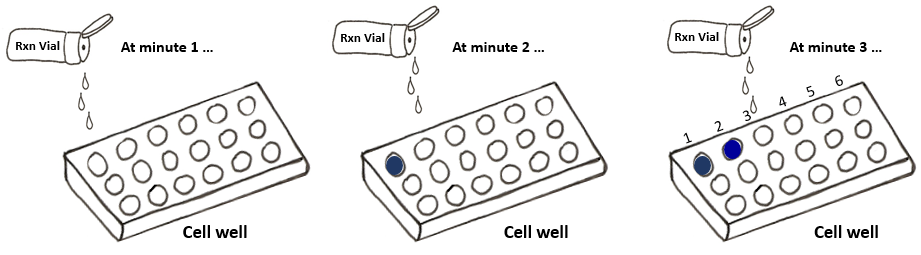 Rxn Vial
At minute 1 ...
Cell well
Rxn Vial
At minute 2 ...
Cell well
Rxn Vial
At minute 3 ...
1 2 3 4 5 6
Cell well